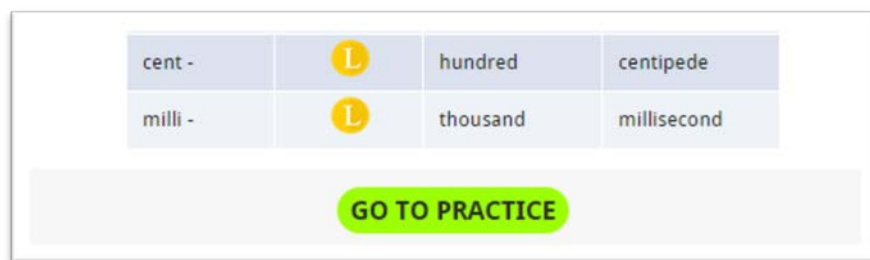 cent - L hundred centipede
milli - L thousand millisecond
GO TO PRACTICE